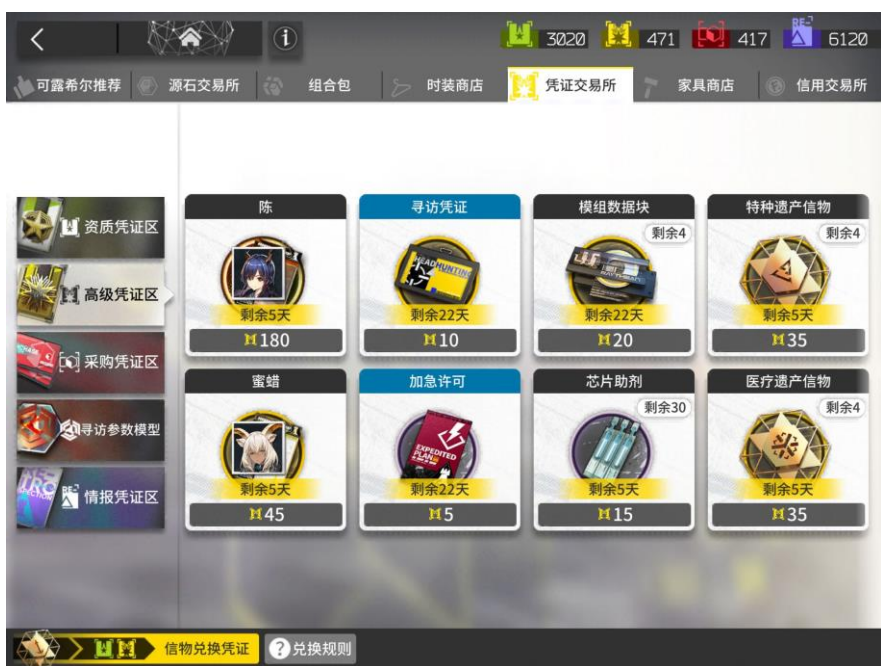 3020 471 417 RE- 6120
可露希尔推荐 源石交易所 组合包 时装商店 凭证交易所 家具商店 信用交易所
资质凭证区
高级凭证区
采购凭证区
寻访参数模型
RE- 情报凭证区
陈 寻访凭证 模组数据块 特种遗产信物
剩余4 剩余4
HEADHUNTING
剩余5天 剩余22天 剩余22天 剩余5天
180 10 20 35
蜜蜡 加急许可 芯片助剂 医疗遗产信物
剩余30 剩余4
EXPEDITED
PLAN
剩余5天 剩余22天 剩余5天 剩余5天
45 5 15 35
信物兑换凭证 ? 兑换规则